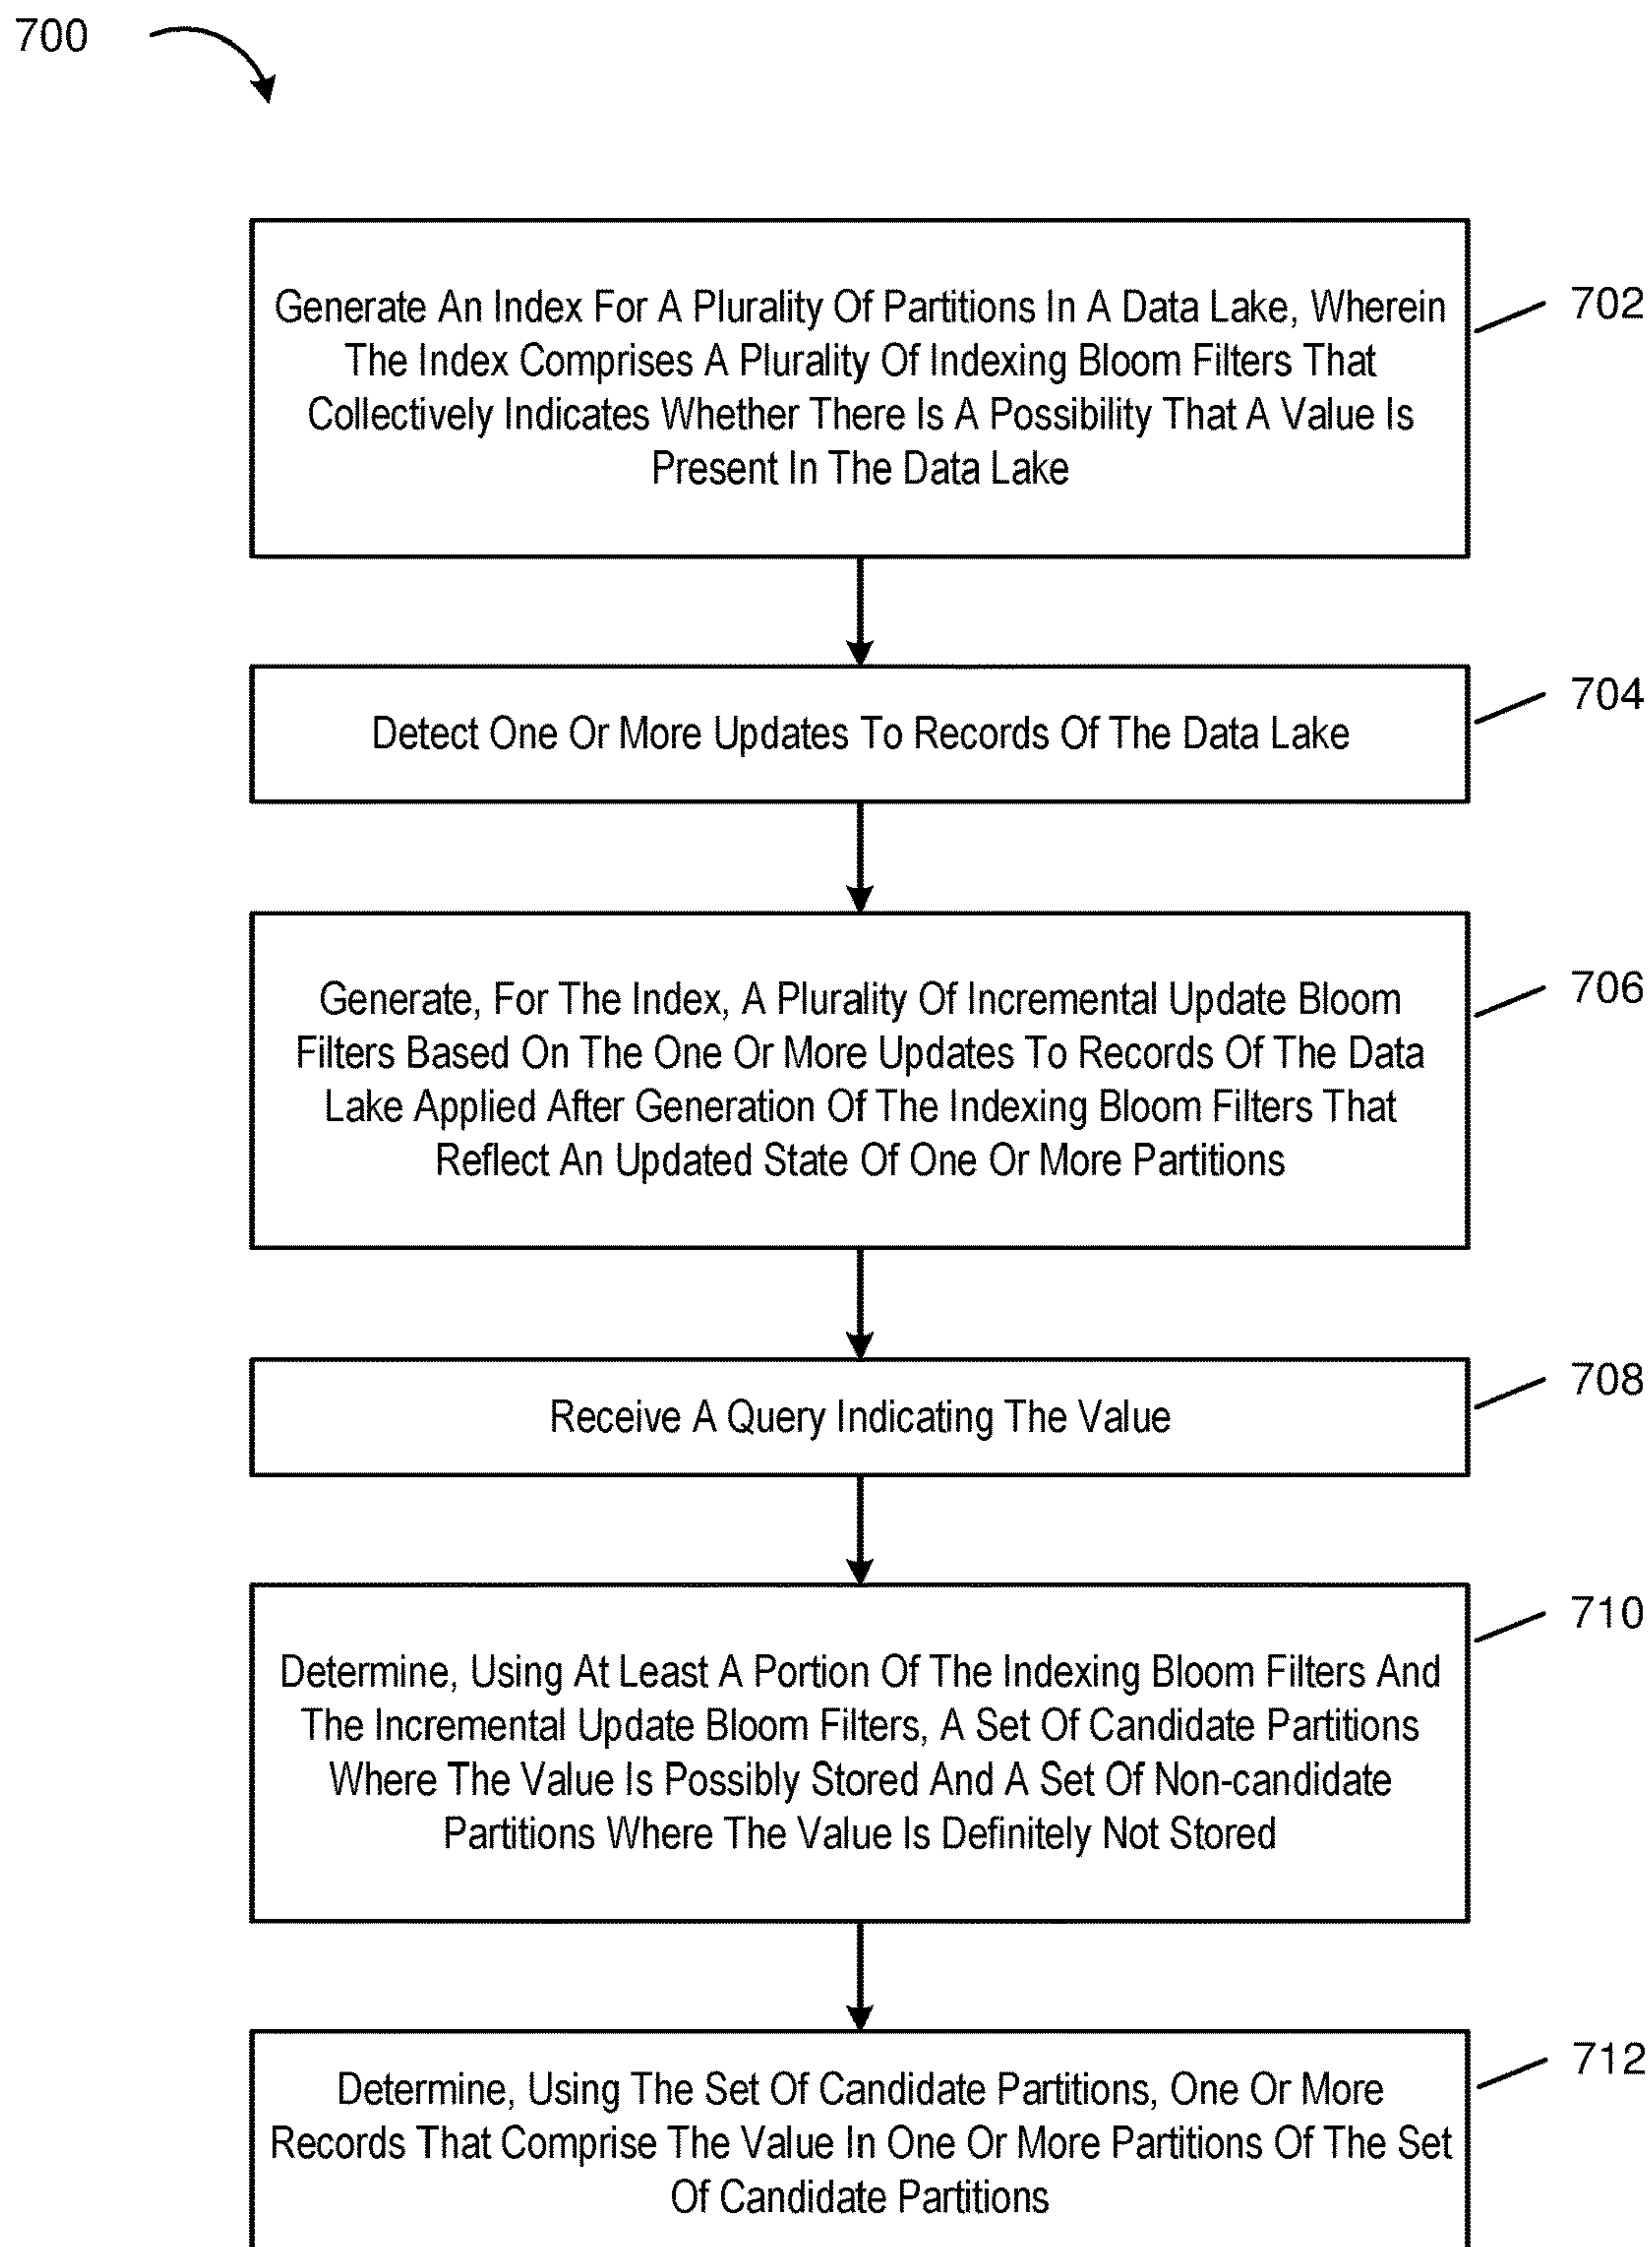 700
Generate An Index For A Plurality Of Partitions In A Data Lake, Wherein
The Index Comprises A Plurality Of Indexing Bloom Filters That
Collectively Indicates Whether There Is A Possibility That A Value Is
Present In The Data Lake
702
Detect One Or More Updates To Records Of The Data Lake
704
Generate, For The Index, A Plurality Of Incremental Update Bloom
Filters Based On The One Or More Updates To Records Of The Data
Lake Applied After Generation Of The Indexing Bloom Filters That
Reflect An Updated State Of One Or More Partitions
706
Receive A Query Indicating The Value
708
Determine, Using At Least A Portion Of The Indexing Bloom Filters And
The Incremental Update Bloom Filters, A Set Of Candidate Partitions
Where The Value Is Possibly Stored And A Set Of Non-candidate
Partitions Where The Value Is Definitely Not Stored
710
Determine, Using The Set Of Candidate Partitions, One Or More
Records That Comprise The Value In One Or More Partitions Of The Set
Of Candidate Partitions
712